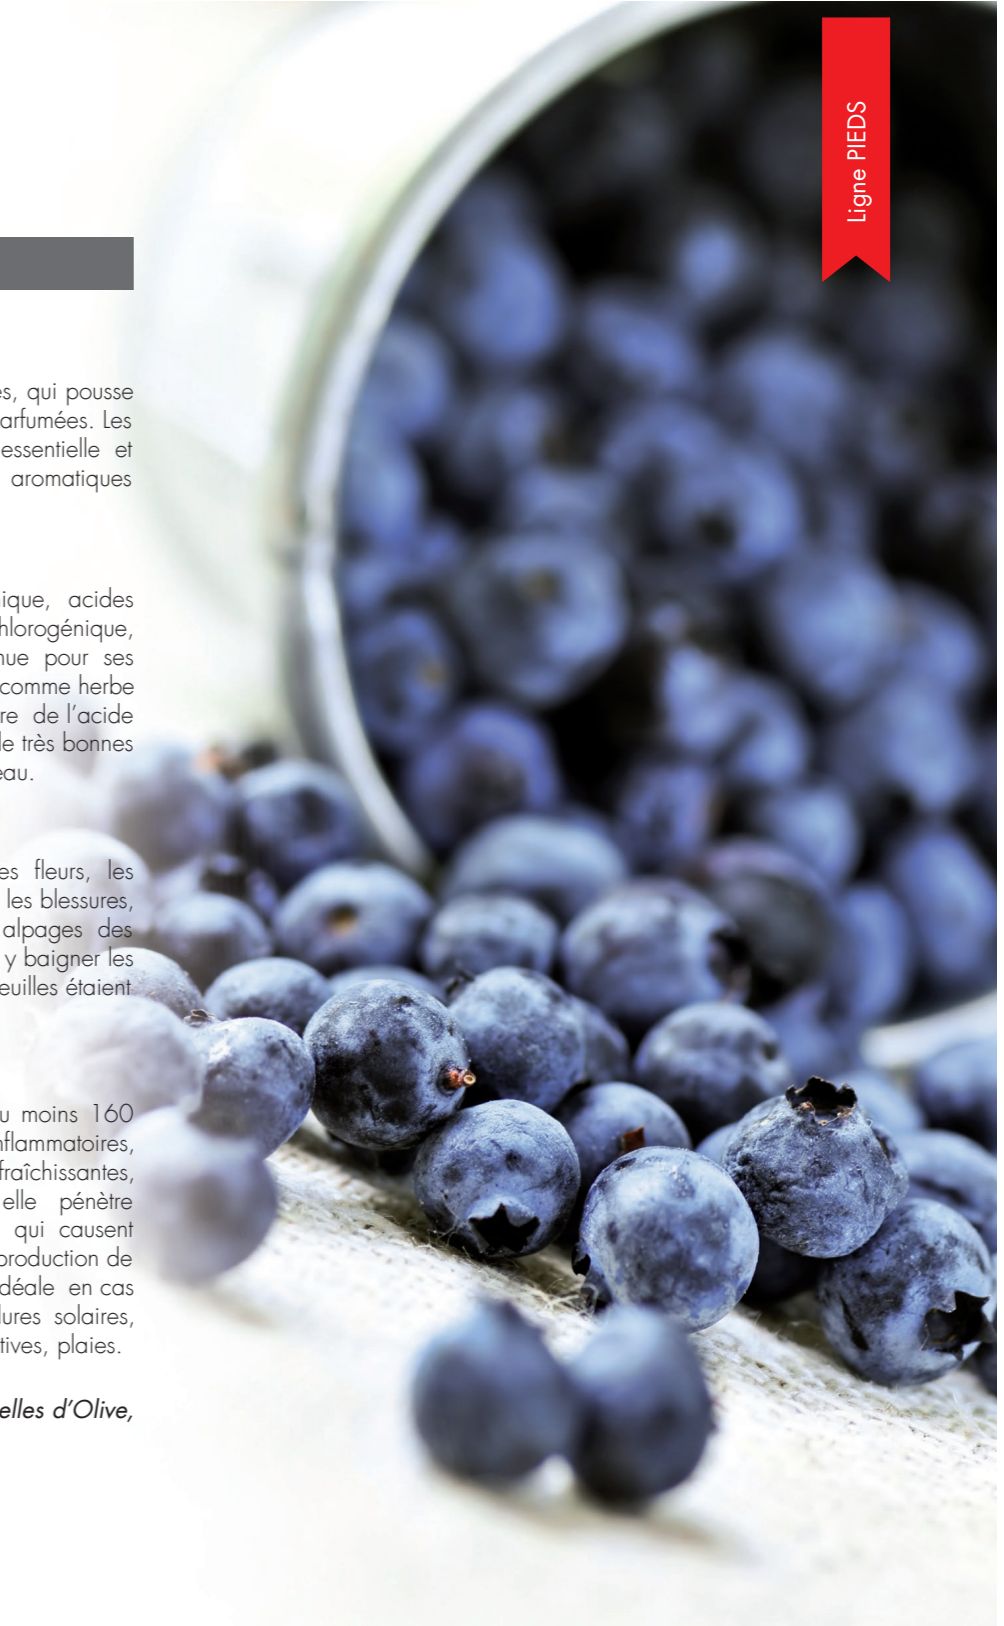 Ligne PIEDS
es, qui pousse
arfumées. Les
essentielle et
aromatiques
ique, acides
hlorogénique,
nue pour ses
comme herbe
re de l’acide
le très bonnes
eau.
es fleurs, les
les blessures,
alpages des
y baigner les
euilles étaient
u moins 160
nflammatoires,
fraîchissantes,
elle pénètre
qui causent
production de
déale en cas
lures solaires,
tives, plaies.
elles d’Olive,